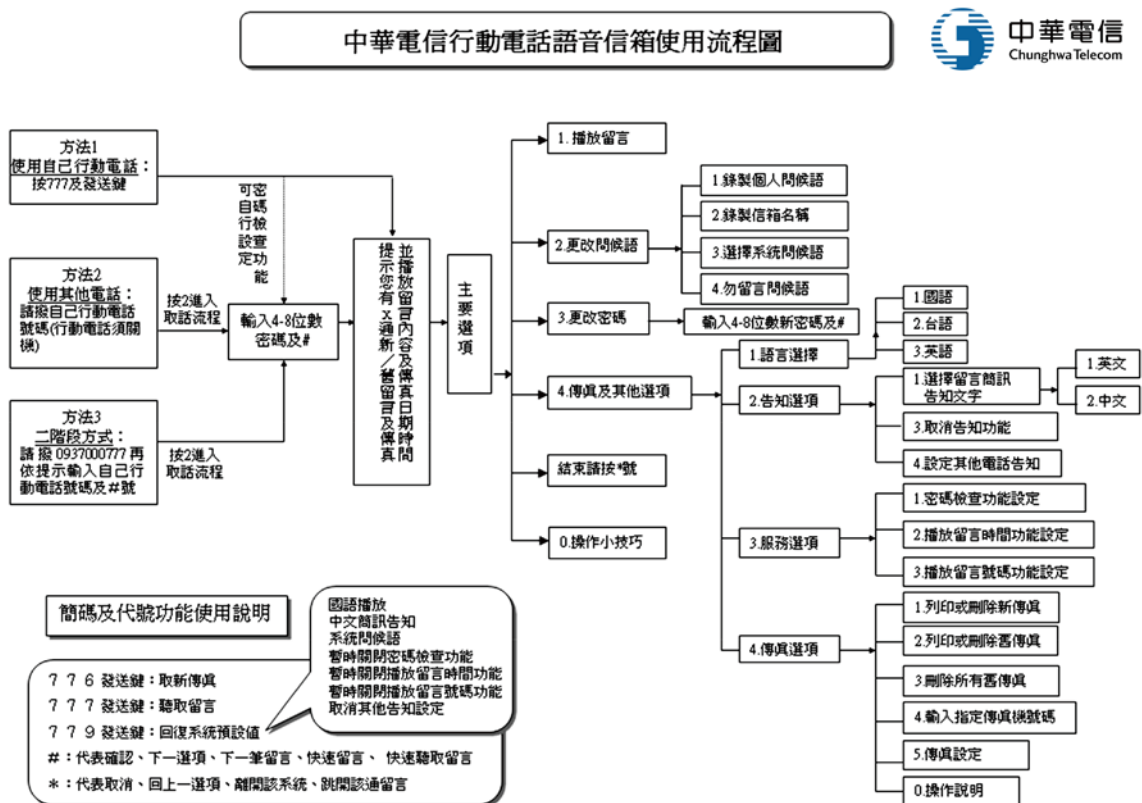 中華電信行動電話語音信箱使用流程圖
中華電信
Chunghwa Telecom
方法1
使用自己行動電話：
按777及發送鍵
方法2
使用其他電話：
請撥自己行動電話
號碼(行動電話須關
機)
方法3
二階段方式：
請撥 0937000777 再
依提示輸入自己行
動電話號碼及#號
可自行設定
密碼檢查功能
按2進入
取話流程
按2進入
取話流程
輸入4-8位數
密碼及#
提示您有x通新／舊留言及傳真
並播放留言內容及傳真日期時間
主要選項
1.播放留言
2.更改問候語
1.錄製個人問候語
2.錄製信箱名稱
3.選擇系統問候語
4.勿留言問候語
3.更改密碼
輸入4-8位數新密碼及#
4.傳真及其他選項
1.語言選擇
1.國語
2.台語
3.英語
2.告知選項
1.選擇留言簡訊
告知文字
1.英文
2.中文
3.取消告知功能
4.設定其他電話告知
3.服務選項
1.密碼檢查功能設定
2.播放留言時間功能設定
3.播放留言號碼功能設定
4.傳真選項
1.列印或刪除新傳真
2.列印或刪除舊傳真
3.刪除所有舊傳真
4.輸入指定傳真機號碼
5.傳真設定
0.操作說明
結束請按*號
0.操作小技巧
簡碼及代號功能使用說明
國語播放
中文簡訊告知
系統問候語
暫時關閉密碼檢查功能
暫時關閉播放留言時間功能
暫時關閉播放留言號碼功能
取消其他告知設定
７７６ 發送鍵：取新傳真
７７７ 發送鍵：聽取留言
７７９ 發送鍵：回復系統預設值
＃：代表確認、下一選項、下一筆留言、快速留言、 快速聽取留言
＊：代表取消、回上一選項、離開該系統、跳開該通留言